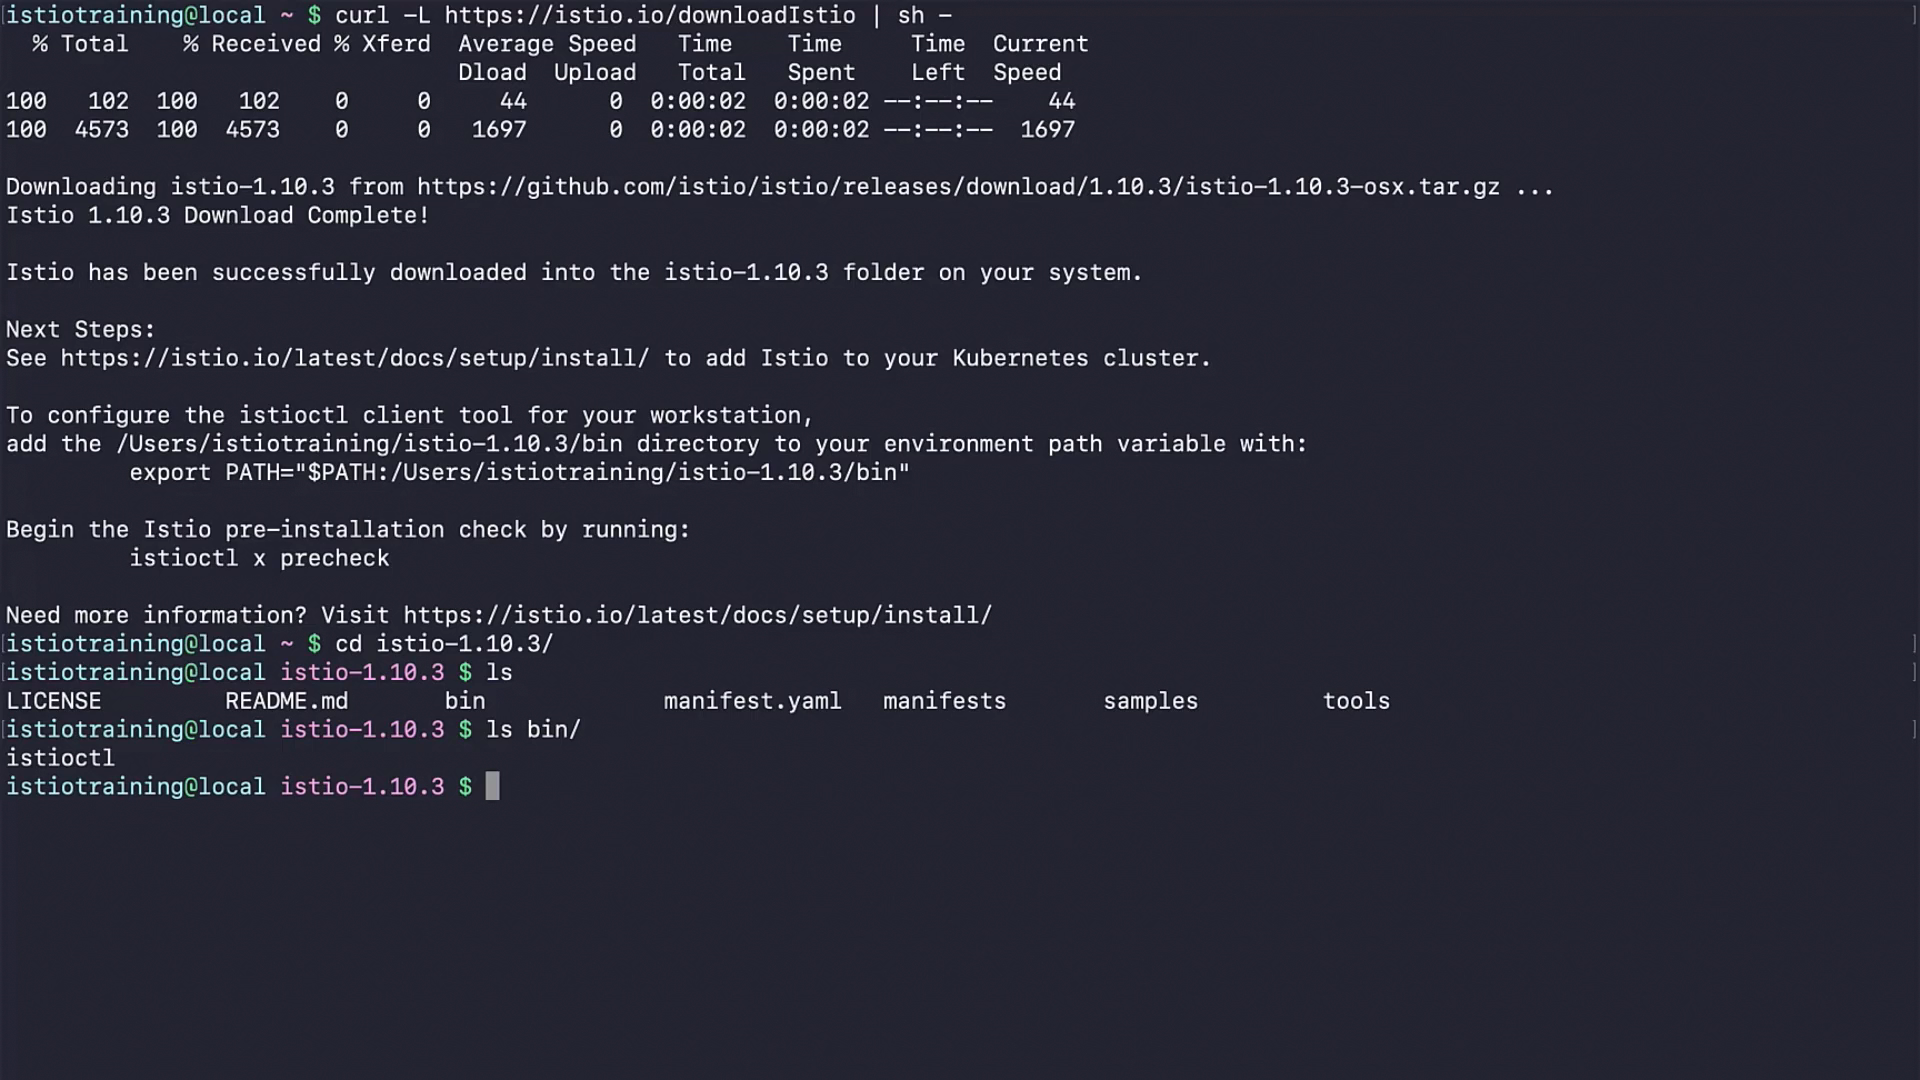 istiotraining@local ~ $ curl -L https://istio.io/downloadIstio | sh -
% Total % Received % Xferd Average Speed Time Time Time Current
Dload Upload Total Spent Left Speed
100 102 100 102 0 0 44 0 0:00:02 0:00:02 --:--:-- 44
100 4573 100 4573 0 0 1697 0 0:00:02 0:00:02 --:--:-- 1697
Downloading istio-1.10.3 from https://github.com/istio/istio/releases/download/1.10.3/istio-1.10.3-osx.tar.gz ...
Istio 1.10.3 Download Complete!
Istio has been successfully downloaded into the istio-1.10.3 folder on your system.
Next Steps:
See https://istio.io/latest/docs/setup/install/ to add Istio to your Kubernetes cluster.
To configure the istioctl client tool for your workstation,
add the /Users/istiotraining/istio-1.10.3/bin directory to your environment path variable with:
export PATH="$PATH:/Users/istiotraining/istio-1.10.3/bin"
Begin the Istio pre-installation check by running:
istioctl x precheck
Need more information? Visit https://istio.io/latest/docs/setup/install/
istiotraining@local ~ $ cd istio-1.10.3/
istiotraining@local istio-1.10.3 $ ls
LICENSE README.md bin manifest.yaml manifests samples tools
istiotraining@local istio-1.10.3 $ ls bin/
istioctl
istiotraining@local istio-1.10.3 $